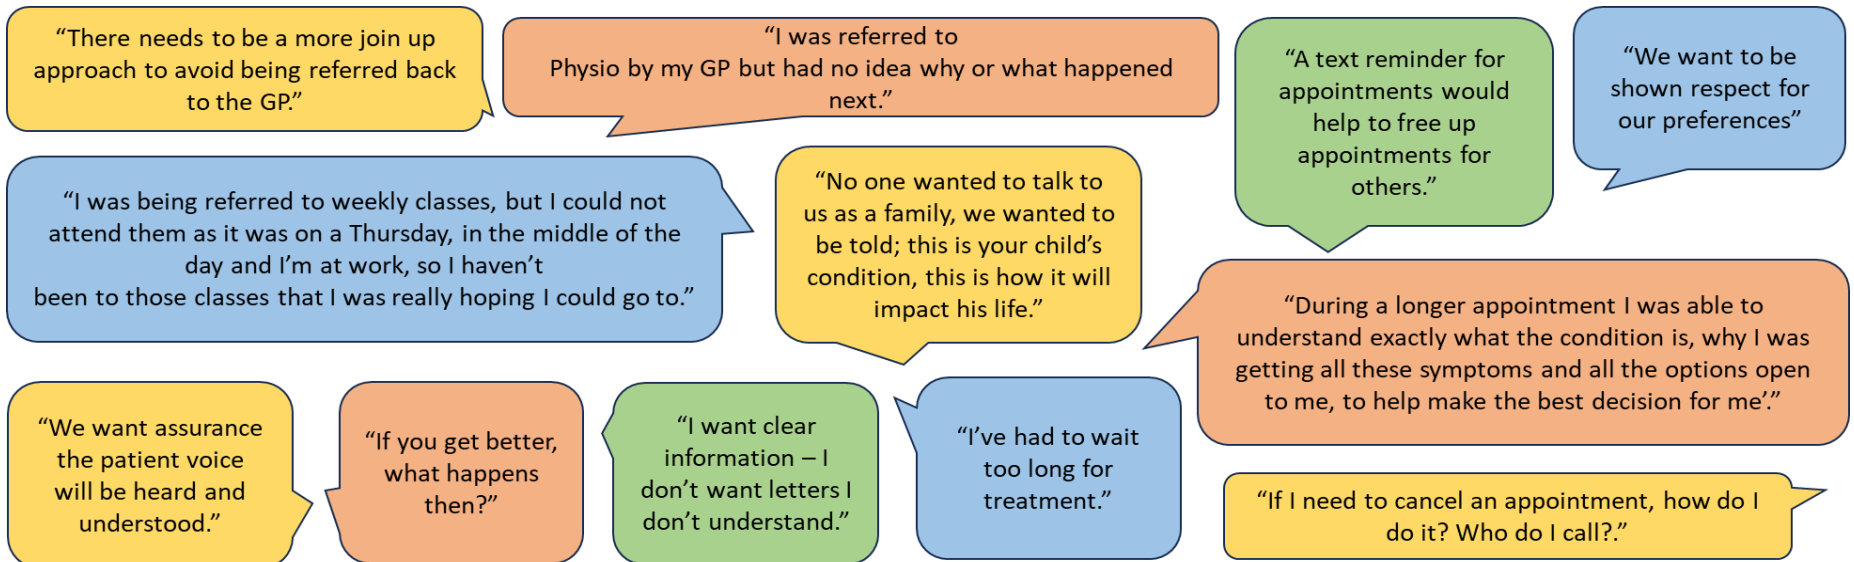 “There needs to be a more join up
approach to avoid being referred back
to the GP.”
“I was referred to
Physio by my GP but had no idea why or what happened
next.”
“A text reminder for
appointments would
help to free up
appointments for
others.”
“We want to be
shown respect for
our preferences”
“I was being referred to weekly classes, but I could not
attend them as it was on a Thursday, in the middle of the
day and I’m at work, so I haven’t
been to those classes that I was really hoping I could go to.”
“No one wanted to talk to
us as a family, we wanted to
be told; this is your child’s
condition, this is how it will
impact his life.”
“During a longer appointment I was able to
understand exactly what the condition is, why I was
getting all these symptoms and all the options open
to me, to help make the best decision for me’.”
“We want assurance
the patient voice
will be heard and
understood.”
“If you get better,
what happens
then?”
“I want clear
information – I
don’t want letters I
don’t understand.”
“I’ve had to wait
too long for
treatment.”
“If I need to cancel an appointment, how do I
do it? Who do I call?.”